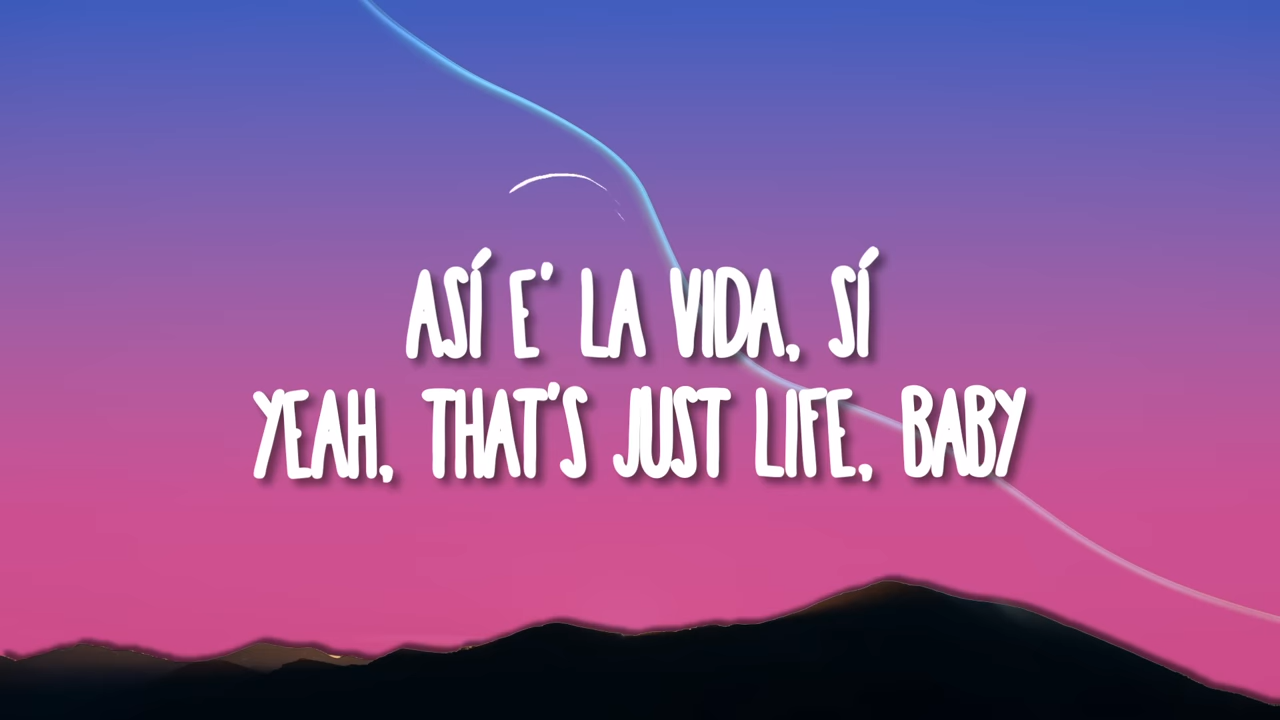 ASÍ E' LA VIDA, SÍ
YEAH, THAT'S JUST LIFE, BABY